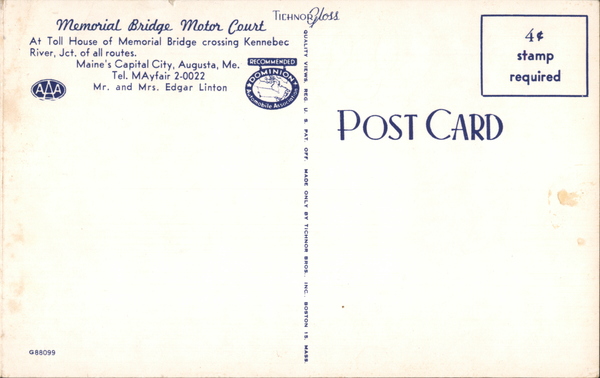 Memorial Bridge Motor Court
At Toll House of Memorial Bridge crossing Kennebec
River, Jct. of all routes.
Maine's Capital City, Augusta, Me.
Tel. MAyfair 2-0022
Mr. and Mrs. Edgar Linton
AAA
RECOMMENDED
DOMINION
Automobile Association
G88099
TICHNOR Gloss
QUALITY VIEWS, REG. U. S. PAT. OFF. MADE ONLY BY TICHNOR BROS., INC., BOSTON 15, MASS.
4¢
stamp
required
POST CARD